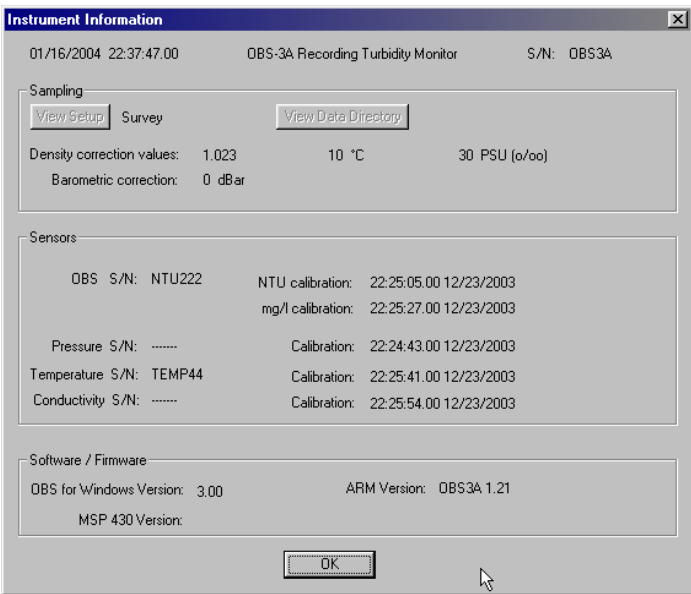 Instrument Information
01/16/2004 22:37:47.00 OBS-3A Recording Turbidity Monitor S/N: OBS3A
Sampling
View Setup Survey View Data Directory
Density correction values: 1.023 10 °C 30 PSU (o/oo)
Barometric correction: 0 dBar
Sensors
OBS S/N: NTU222 NTU calibration: 22:25:05.00 12/23/2003
mg/l calibration: 22:25:27.00 12/23/2003
Pressure S/N: ------- Calibration: 22:24:43.00 12/23/2003
Temperature S/N: TEMP44 Calibration: 22:25:41.00 12/23/2003
Conductivity S/N: ------- Calibration: 22:25:54.00 12/23/2003
Software / Firmware
OBS for Windows Version: 3.00 ARM Version: OBS3A 1.21
MSP 430 Version:
OK